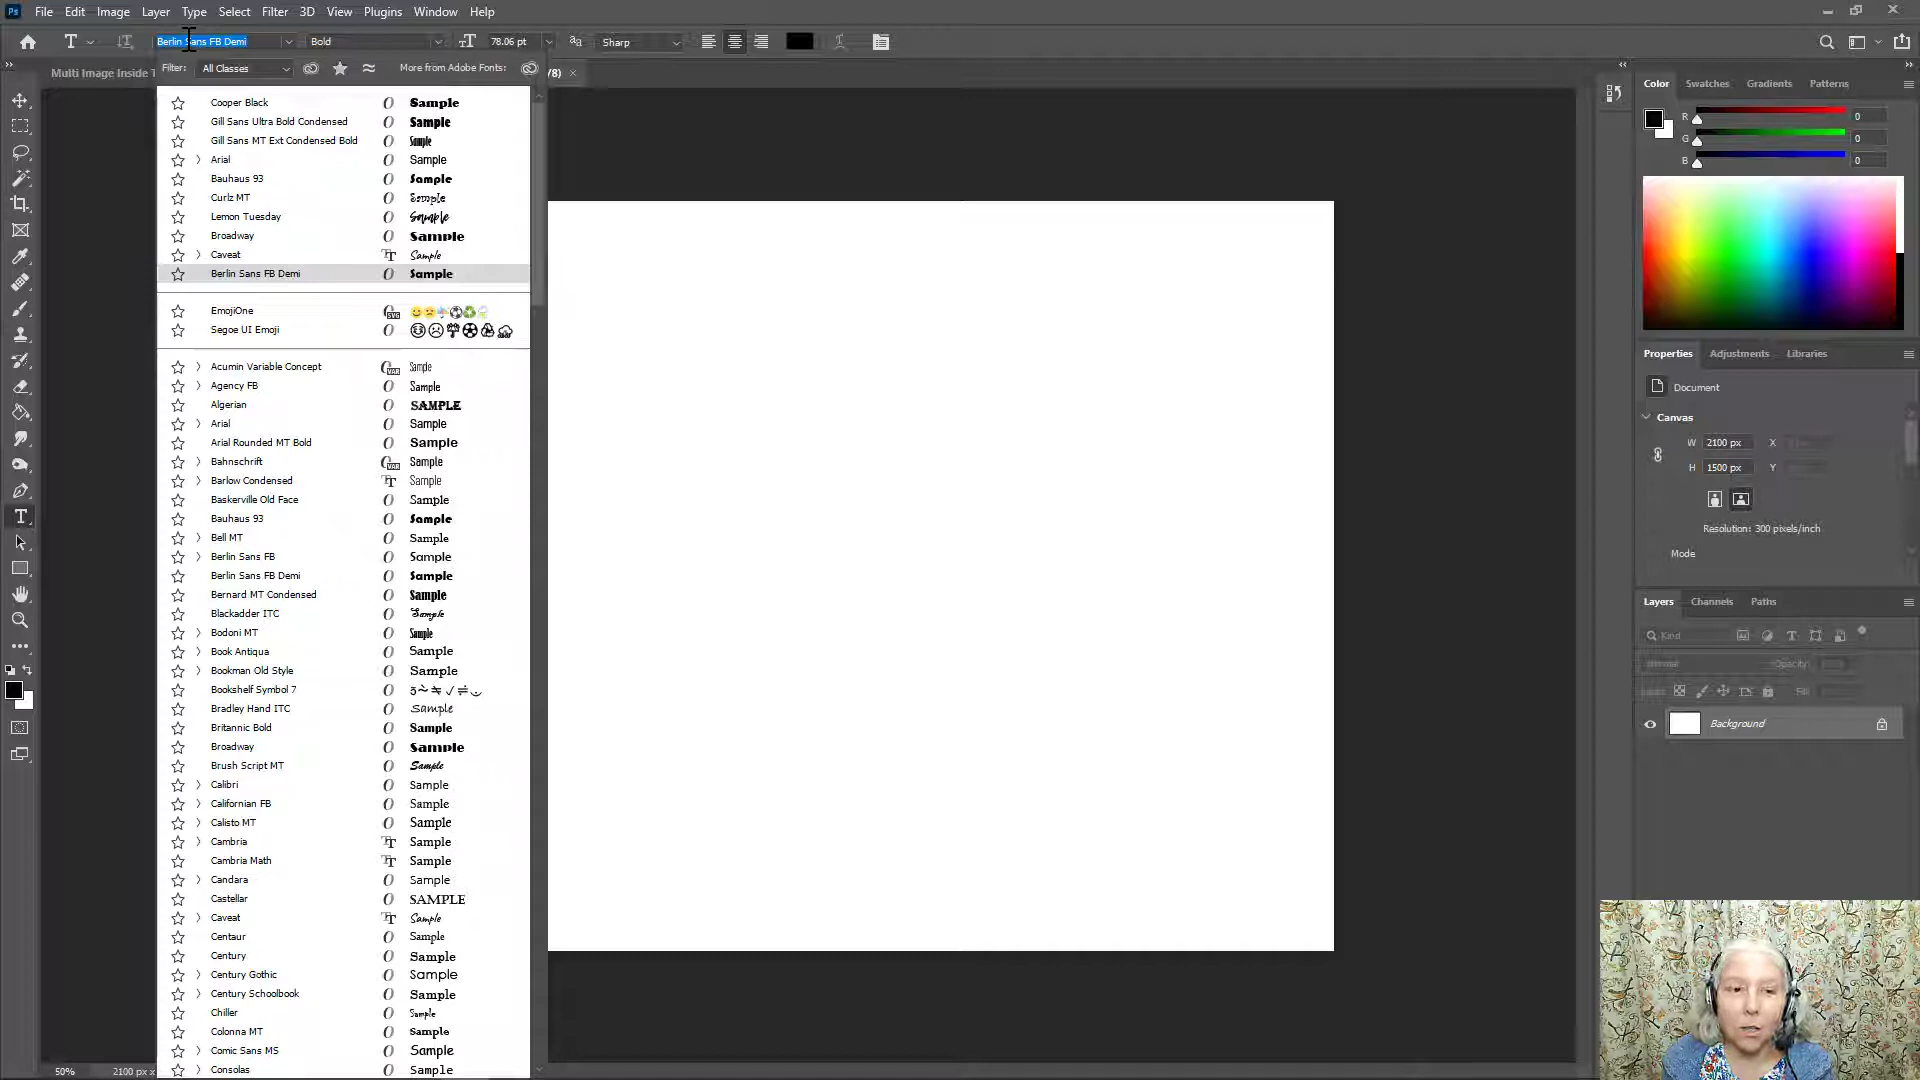 Ps File Edit Image Layer Type Select Filter 3D View Plugins Window Help
Berlin Sans FB Demi Bold 78.06 pt Sharp
Filter: All Classes More from Adobe Fonts:
Multi Image Inside T
/8) ×
Cooper Black Sample
Gill Sans Ultra Bold Condensed Sample
Gill Sans MT Ext Condensed Bold Sample
Arial Sample
Bauhaus 93 Sample
Curlz MT Sample
Lemon Tuesday Sample
Broadway Sample
Caveat Sample
Berlin Sans FB Demi Sample
EmojiOne
Segoe UI Emoji
Acumin Variable Concept Sample
Agency FB Sample
Algerian SAMPLE
Arial Sample
Arial Rounded MT Bold Sample
Bahnschrift Sample
Barlow Condensed Sample
Baskerville Old Face Sample
Bauhaus 93 Sample
Bell MT Sample
Berlin Sans FB Sample
Berlin Sans FB Demi Sample
Bernard MT Condensed Sample
Blackadder ITC Sample
Bodoni MT Sample
Book Antiqua Sample
Bookman Old Style Sample
Bookshelf Symbol 7
Bradley Hand ITC Sample
Britannic Bold Sample
Broadway Sample
Brush Script MT Sample
Calibri Sample
Californian FB Sample
Calisto MT Sample
Cambria Sample
Cambria Math Sample
Candara Sample
Castellar SAMPLE
Caveat Sample
Centaur Sample
Century Sample
Century Gothic Sample
Century Schoolbook Sample
Chiller Sample
Colonna MT Sample
Comic Sans MS Sample
Consolas Sample
50% 2100 px x
Color Swatches Gradients Patterns
R 0
G 0
B 0
Properties Adjustments Libraries
Document
Canvas
W 2100 px X
H 1500 px Y
Resolution: 300 pixels/inch
Mode
Layers Channels Paths
Kind
Normal Opacity:
Lock: Fill
Background